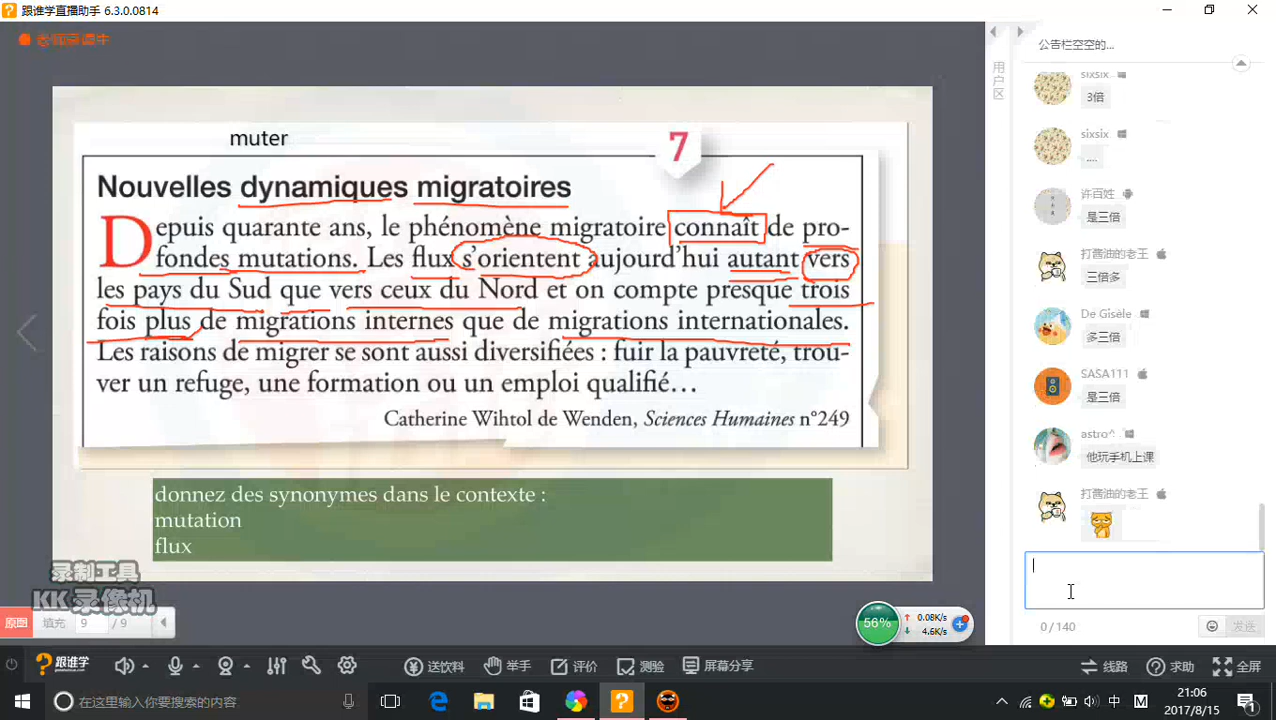 跟谁学直播助手 6.3.0.0814
公告栏空空的...
用户区
muter
7
Nouvelles dynamiques migratoires
Depuis quarante ans, le phénomène migratoire connaît de pro-
fondes mutations. Les flux s'orientent aujourd'hui autant vers
les pays du Sud que vers ceux du Nord et on compte presque trois
fois plus de migrations internes que de migrations internationales.
Les raisons de migrer se sont aussi diversifiées : fuir la pauvreté, trou-
ver un refuge, une formation ou un emploi qualifié…
Catherine Wihtol de Wenden, Sciences Humaines n°249
donnez des synonymes dans le contexte :
mutation
flux
录制工具
KK 录像机
原图 填充 9 / 9
sixsix
3倍
sixsix
....
许百姓
是三倍
打酱油的老王
三倍多
De Gisèle
多三倍
SASA111
是三倍
astro^
他玩手机上课
打酱油的老王
0 / 140
发送
56%
0.08K/s
4.6K/s
跟谁学
送饮料 举手 评价 测验 屏幕分享 线路 求助 全屏
在这里输入你要搜索的内容
中 M
21:06
2017/8/15
1